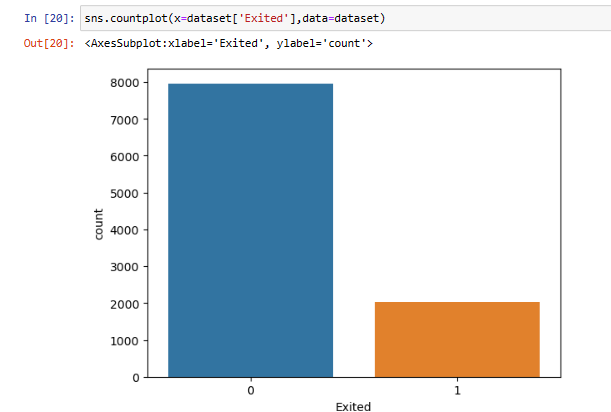 In [20]: sns.countplot(x=dataset['Exited'],data=dataset)
Out[20]: <AxesSubplot:xlabel='Exited', ylabel='count'>
8000
7000
6000
5000
4000
3000
2000
1000
0
count
0 1
Exited